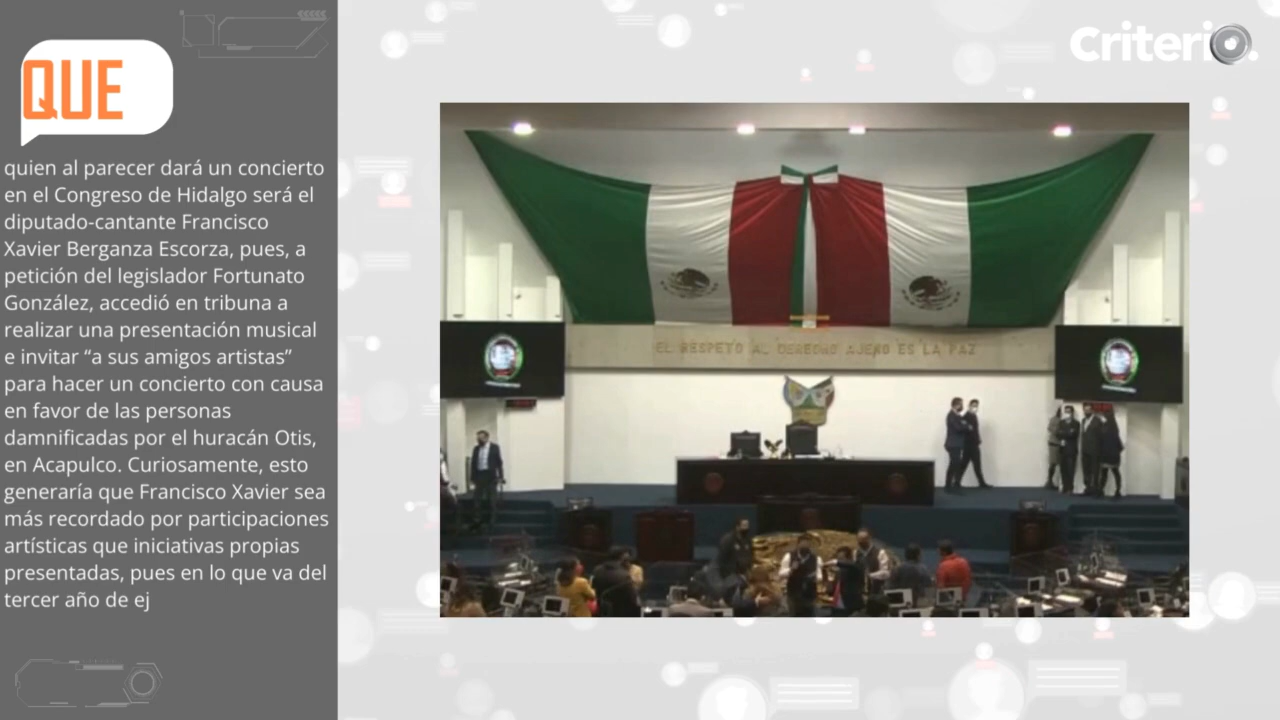 QUE
Criterio.
quien al parecer dará un concierto
en el Congreso de Hidalgo será el
diputado-cantante Francisco
Xavier Berganza Escorza, pues, a
petición del legislador Fortunato
González, accedió en tribuna a
realizar una presentación musical
e invitar “a sus amigos artistas”
para hacer un concierto con causa
en favor de las personas
damnificadas por el huracán Otis,
en Acapulco. Curiosamente, esto
generaría que Francisco Xavier sea
más recordado por participaciones
artísticas que iniciativas propias
presentadas, pues en lo que va del
tercer año de ej
EL RESPETO AL DERECHO AJENO ES LA PAZ